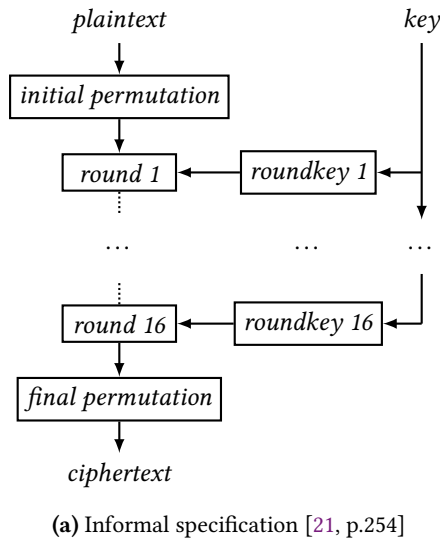 plaintext key
initial permutation
round 1 roundkey 1
... ... ...
round 16 roundkey 16
final permutation
ciphertext
(a) Informal specification [21, p.254]